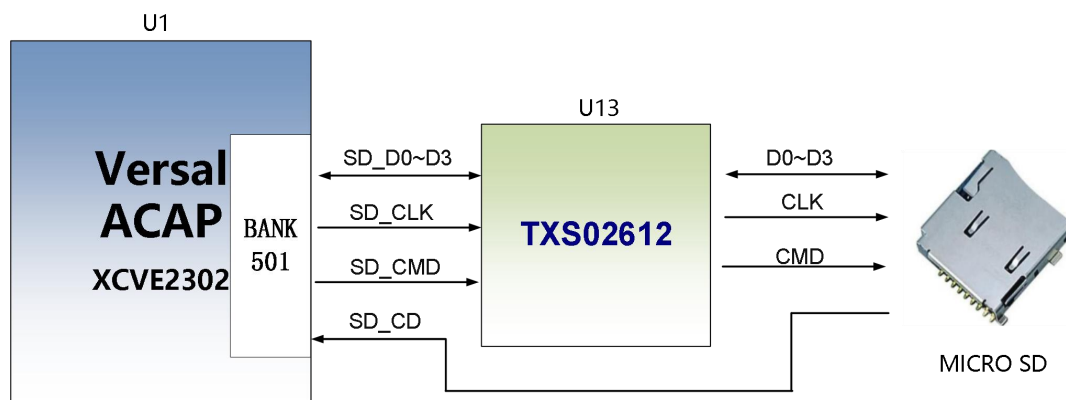 U1
U13
Versal
ACAP
XCVE2302
BANK
501
SD_D0~D3
SD_CLK
SD_CMD
SD_CD
TXS02612
D0~D3
CLK
CMD
MICRO SD